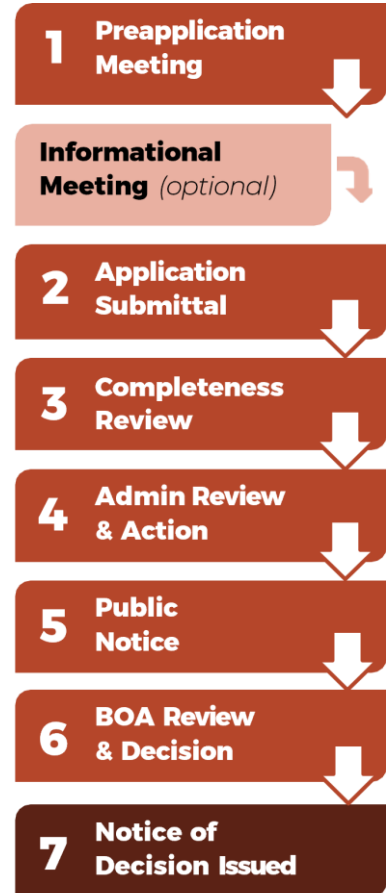 1 Preapplication
Meeting
Informational
Meeting (optional)
2 Application
Submittal
3 Completeness
Review
4 Admin Review
& Action
5 Public
Notice
6 BOA Review
& Decision
7 Notice of
Decision Issued